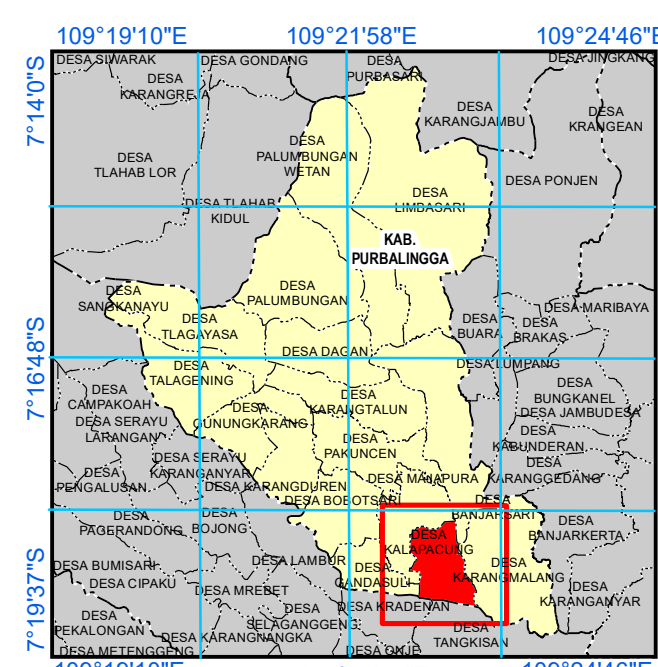 109°19'10"E 109°21'58"E 109°24'46"E
7°14'0"S
7°16'48"S
7°19'37"S
DESA SIWARAK
DESA GONDANG
DESA
PURBASARI
DESA JINGKANG
DESA
KARANGREJA
DESA
KARANGJAMBU
DESA
KRANGEAN
DESA
TLAHAB LOR
DESA
PALUMBUNGAN
WETAN
DESA PONJEN
DESA TLAHAB
KIDUL
DESA
LIMBASARI
KAB.
PURBALINGGA
DESA
SANGKANAYU
DESA
PALUMBUNGAN
DESA MARIBAYA
DESA
TLAGAYASA
DESA
BUARA
DESA
BRAKAS
DESA DAGAN
DESA LUMPANG
DESA
TALAGENING
DESA
CAMPAKOAH
DESA
BUNGKANEL
DESA
KARANGTALUN
DESA
GUNUNGKARANG
DESA JAMBUDESA
DESA SERAYU
LARANGAN
DESA
KABUNDERAN
DESA
PAKUNCEN
DESA SERAYU
KARANGANYAR
DESA
PENGALUSAN
DESA MAJAPURA
DESA
KARANGGEDANG
DESA KARANGDUREN
DESA BOBOTSARI
DESA
BANJARSARI
DESA
PAGERANDONG
DESA
BOJONG
DESA
BANJARKERTA
DESA
KALAPACUNG
DESA BUMISARI
DESA LAMBUR
DESA
GANDASULI
DESA
KARANGMALANG
DESA CIPAKU
DESA MREBET
DESA
KARANGANYAR
DESA
PEKALONGAN
DESA
SELAGANGGENG
DESA KRADENAN
DESA KARANGNANGKA
DESA
TANGKISAN
DESA METENGGENG
DESA ONJE
109°19'10"E 109°24'46"E